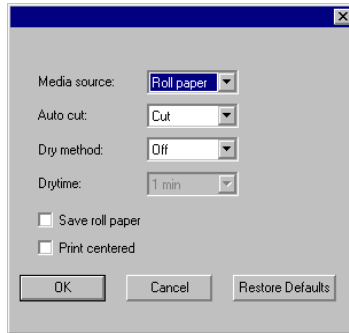 Media source: Roll paper
Auto cut: Cut
Dry method: Off
Drytime: 1 min
Save roll paper
Print centered
OK Cancel Restore Defaults